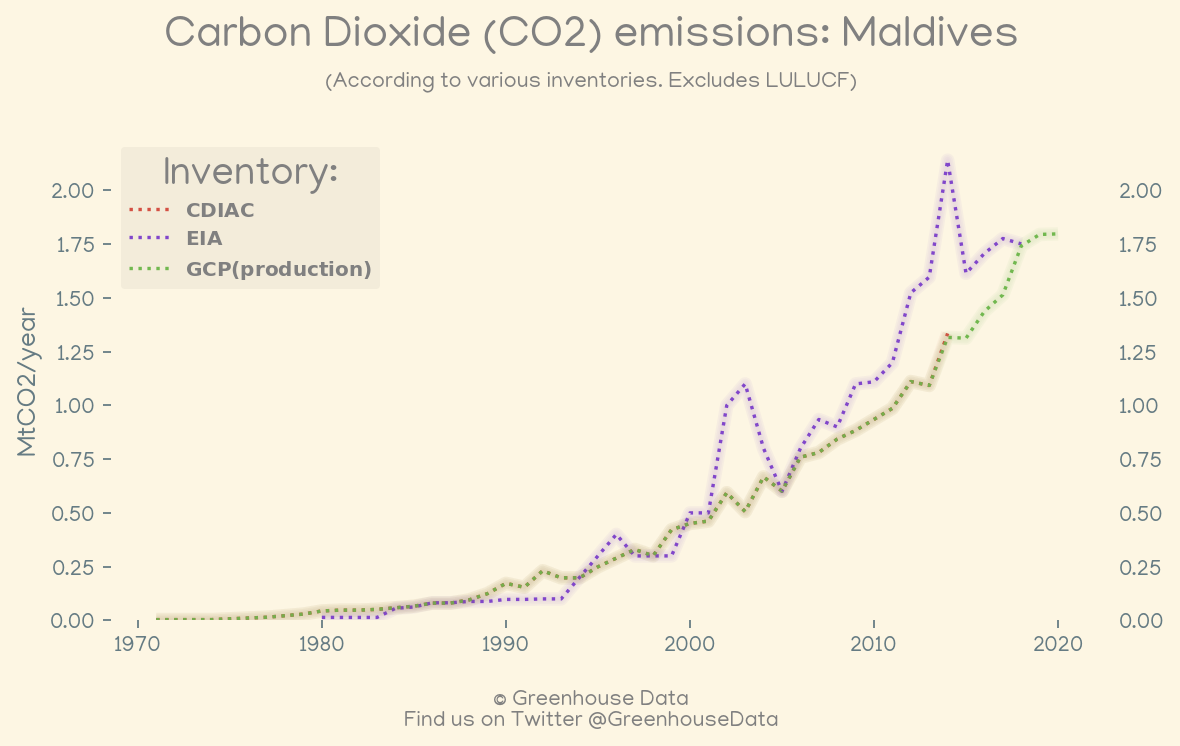 Carbon Dioxide (CO2) emissions: Maldives
(According to various inventories. Excludes LULUCF)
Inventory:
CDIAC
EIA
GCP(production)
MtCO2/year
2.00
1.75
1.50
1.25
1.00
0.75
0.50
0.25
0.00
2.00
1.75
1.50
1.25
1.00
0.75
0.50
0.25
0.00
1970 1980 1990 2000 2010 2020
© Greenhouse Data
Find us on Twitter @GreenhouseData